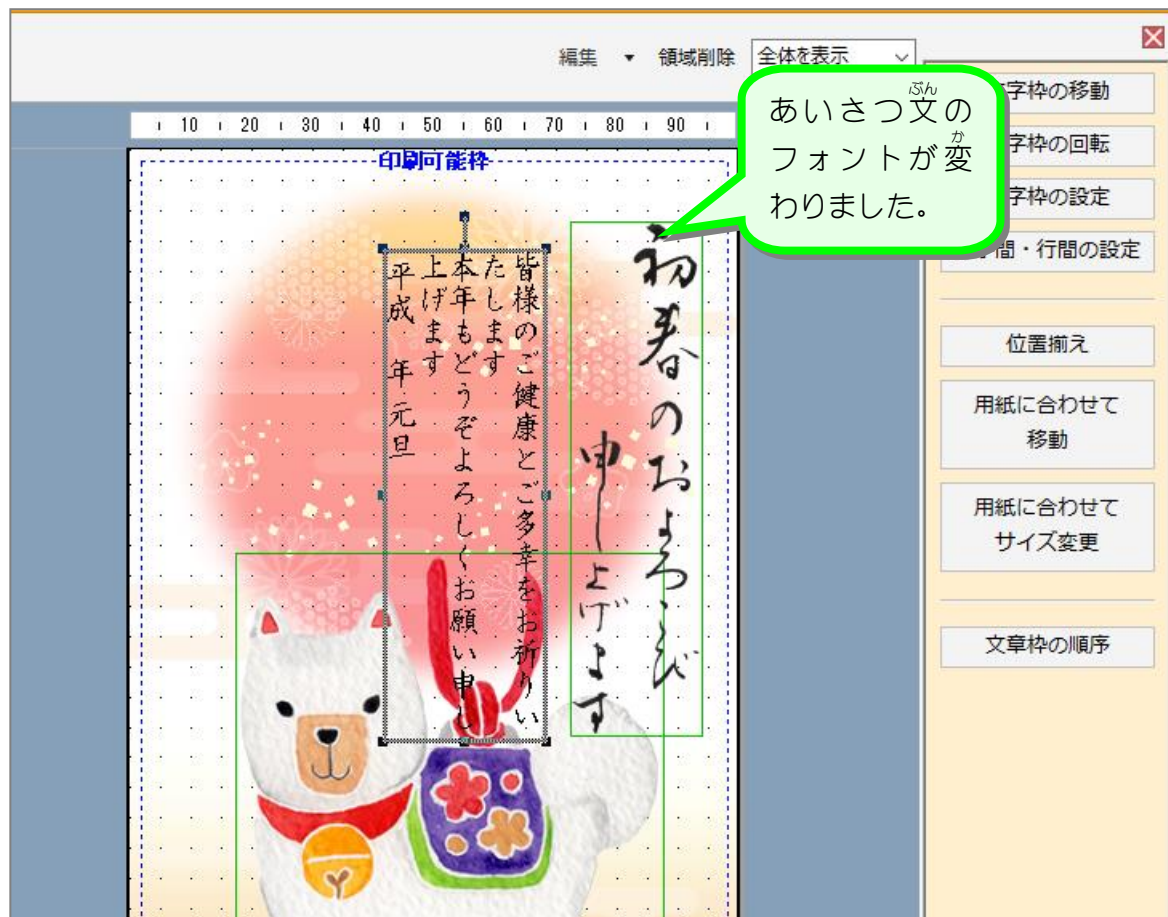 編集 ▼ 領域削除 全体を表示
10 20 30 40 50 60 70 80 90
印刷可能枠
初春のおよろこび
申し上げます
皆様のご健康とご多幸をお祈りい
たします
本年もどうぞよろしくお願い申し
上げます
平成 年元旦
あいさつ文の
フォントが変
わりました。
ぶん
か
字枠の移動
字枠の回転
字枠の設定
間・行間の設定
位置揃え
用紙に合わせて
移動
用紙に合わせて
サイズ変更
文章枠の順序